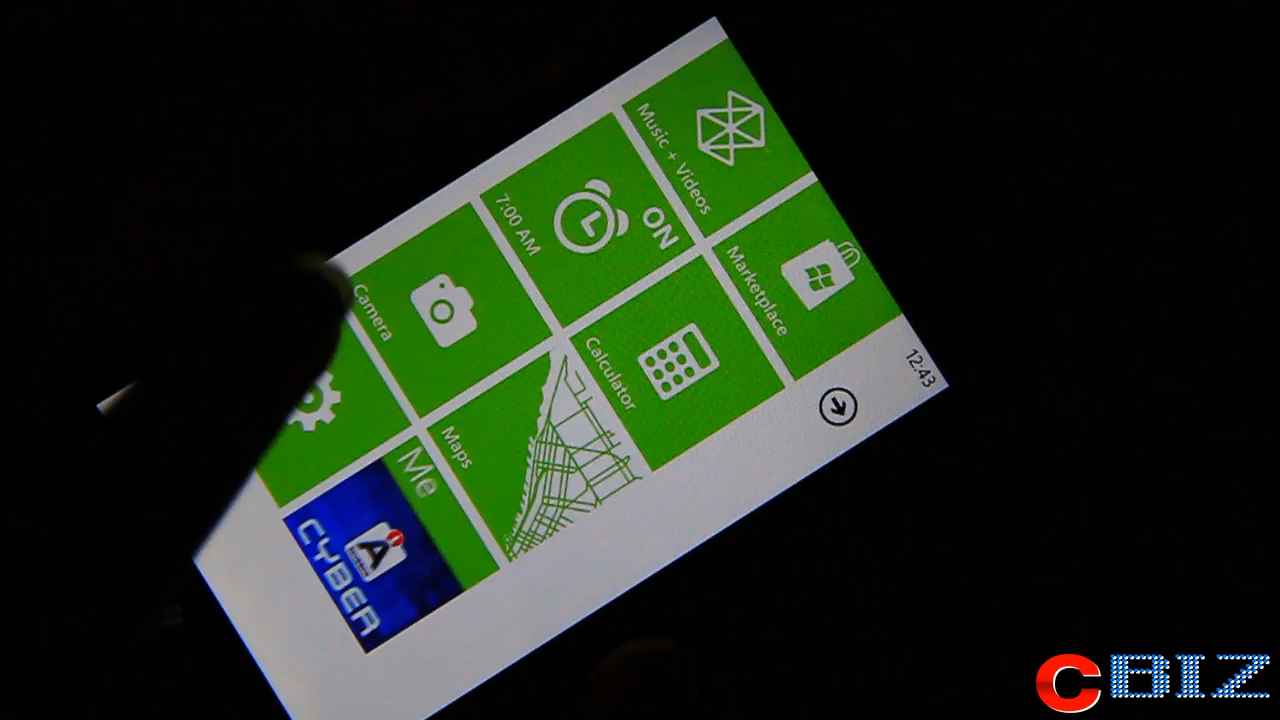 12:43
Music + Videos
Marketplace
7:00 AM
ON
Calculator
Camera
Maps
Me
CYBER
A
CBIZ